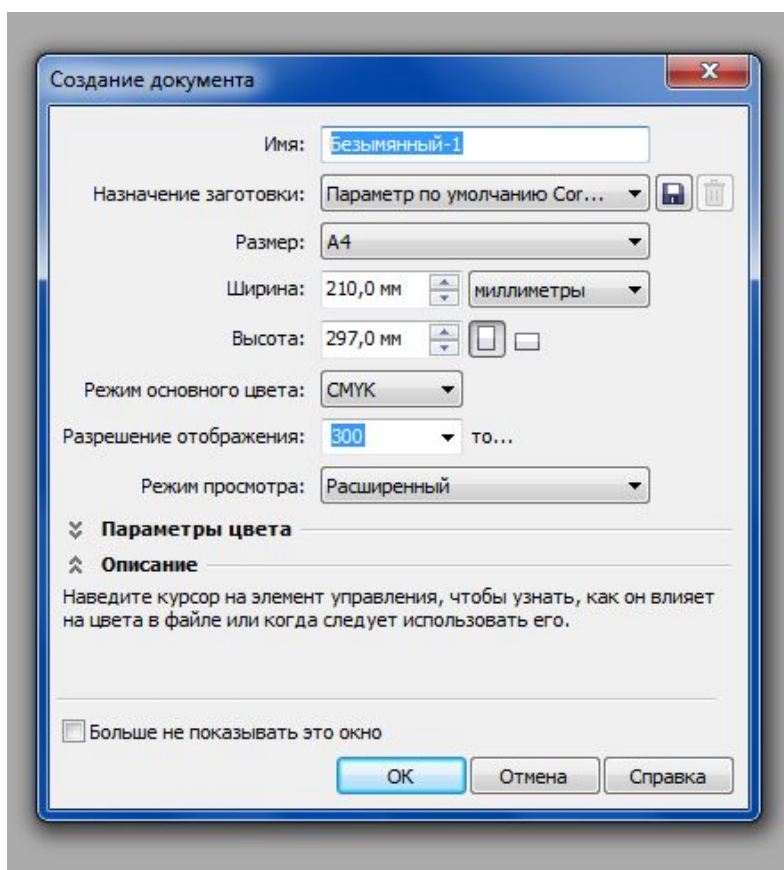 Создание документа
Имя: Безымянный-1
Назначение заготовки: Параметр по умолчанию Cor...
Размер: A4
Ширина: 210,0 мм миллиметры
Высота: 297,0 мм
Режим основного цвета: CMYK
Разрешение отображения: 300 то...
Режим просмотра: Расширенный
Параметры цвета
Описание
Наведите курсор на элемент управления, чтобы узнать, как он влияет
на цвета в файле или когда следует использовать его.
Больше не показывать это окно
ОК Отмена Справка